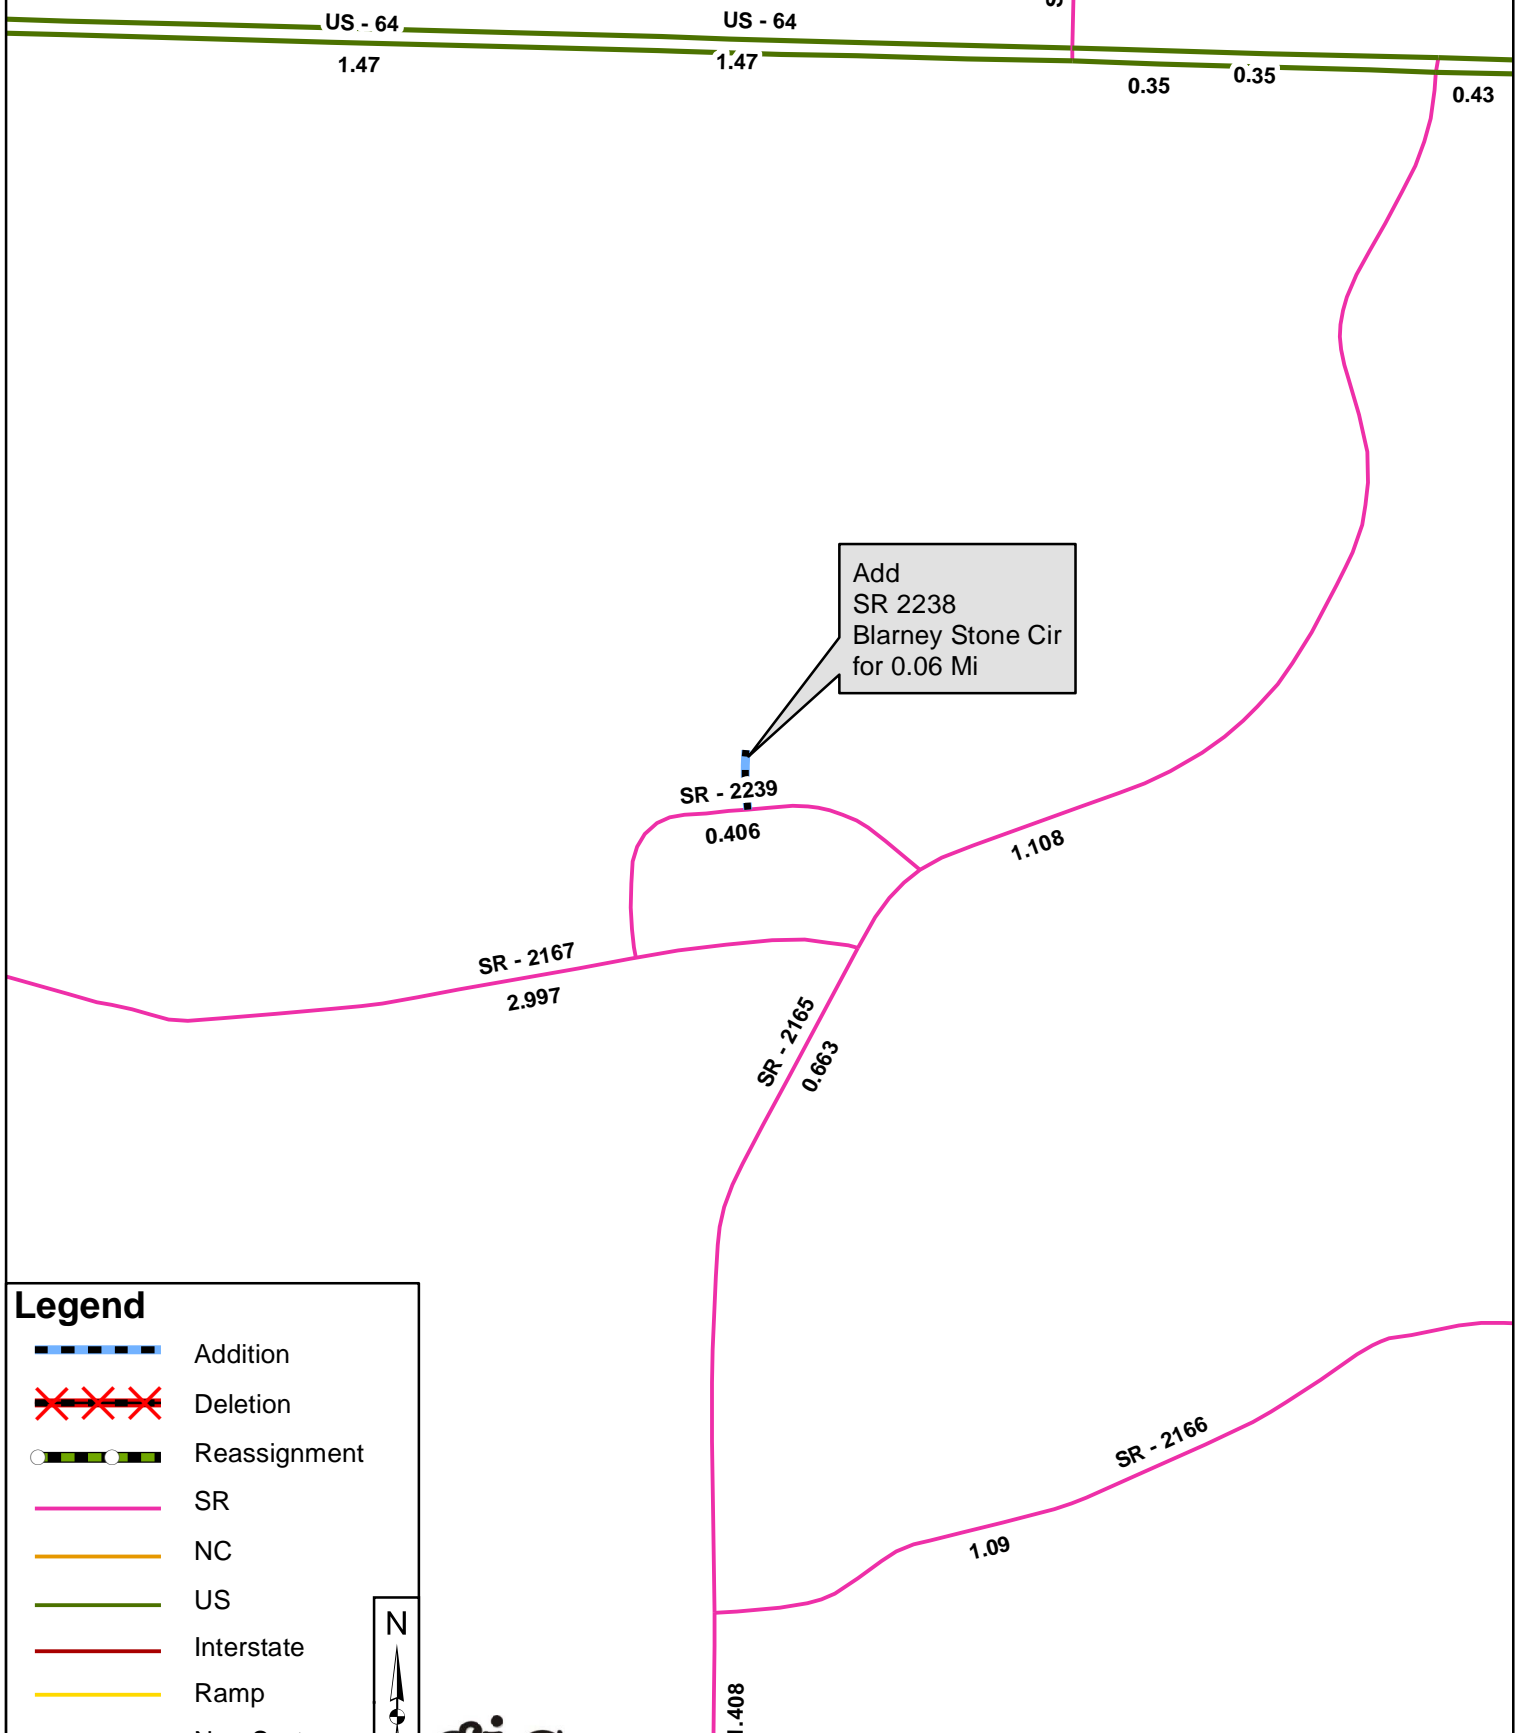 US - 64
US - 64
1.47
1.47
0.35
0.35
0.43
Add
SR 2238
Blarney Stone Cir
for 0.06 Mi
SR - 2239
0.406
1.108
SR - 2167
2.997
SR - 2165
0.663
SR - 2166
1.09
Legend
Addition
Deletion
Reassignment
SR
NC
US
Interstate
Ramp
N
.408